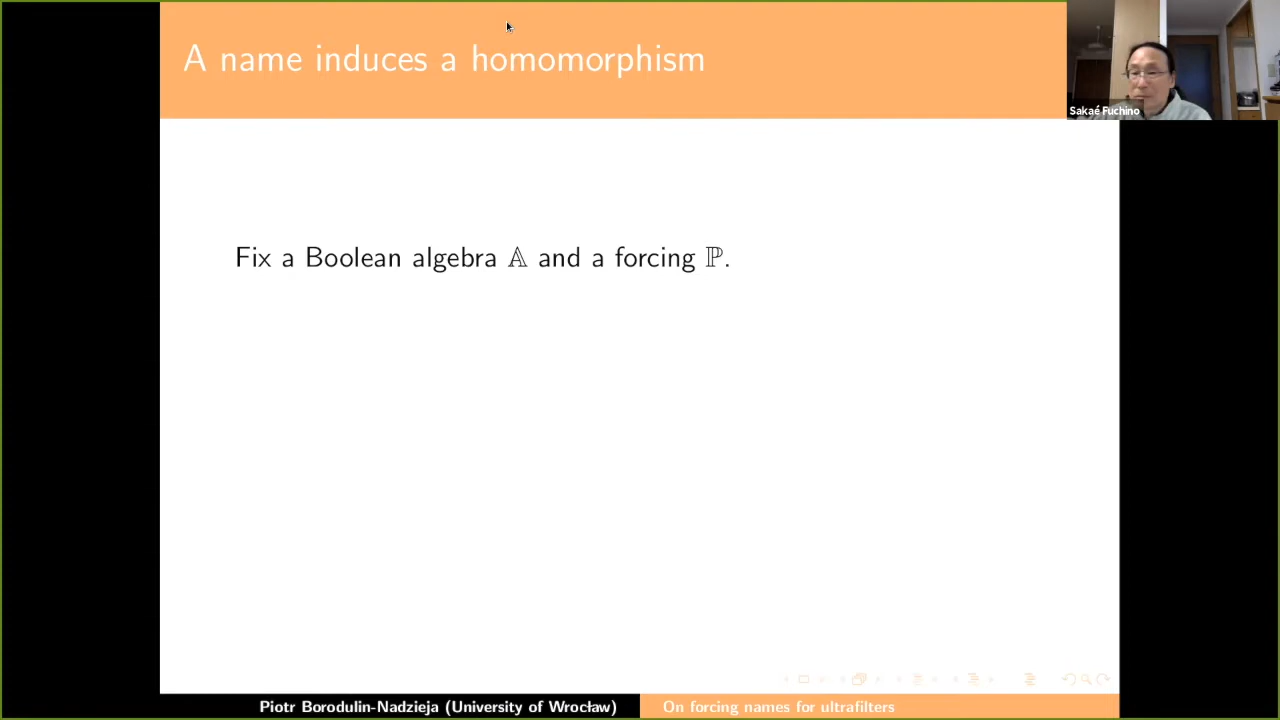 A name induces a homomorphism
Sakaé Fuchino
Fix a Boolean algebra 𝔸 and a forcing ℙ.
Piotr Borodulin-Nadzieja (University of Wrocław)
On forcing names for ultrafilters